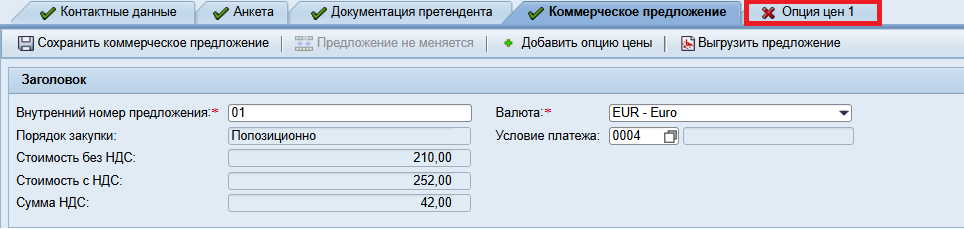 Контактные данные Анкета Документация претендента Коммерческое предложение Опция цен 1
Сохранить коммерческое предложение Предложение не меняется Добавить опцию цены Выгрузить предложение
Заголовок
Внутренний номер предложения:* 01 Валюта:* EUR - Euro
Порядок закупки: Попозиционно Условие платежа: 0004
Стоимость без НДС: 210,00
Стоимость с НДС: 252,00
Сумма НДС: 42,00